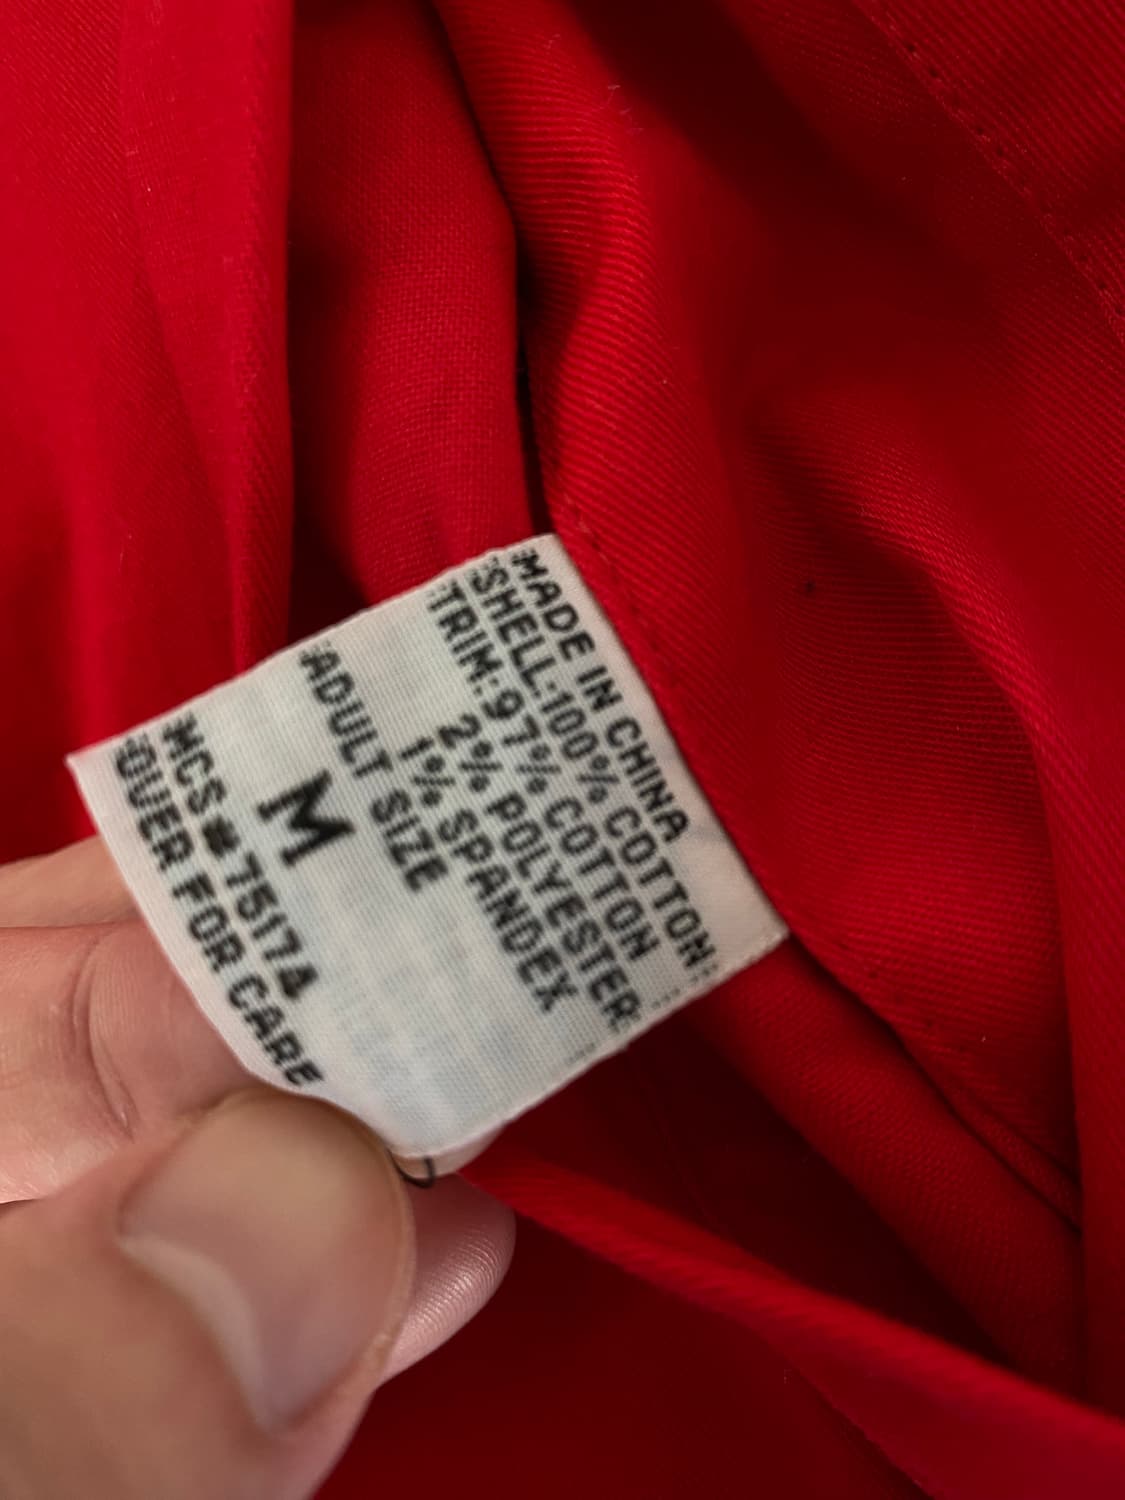 MADE IN CHINA
SHELL:100% COTTON
TRIM:97% COTTON
2% POLYESTER
1% SPANDEX
ADULT SIZE
M
MCS 75174
OVER FOR CARE